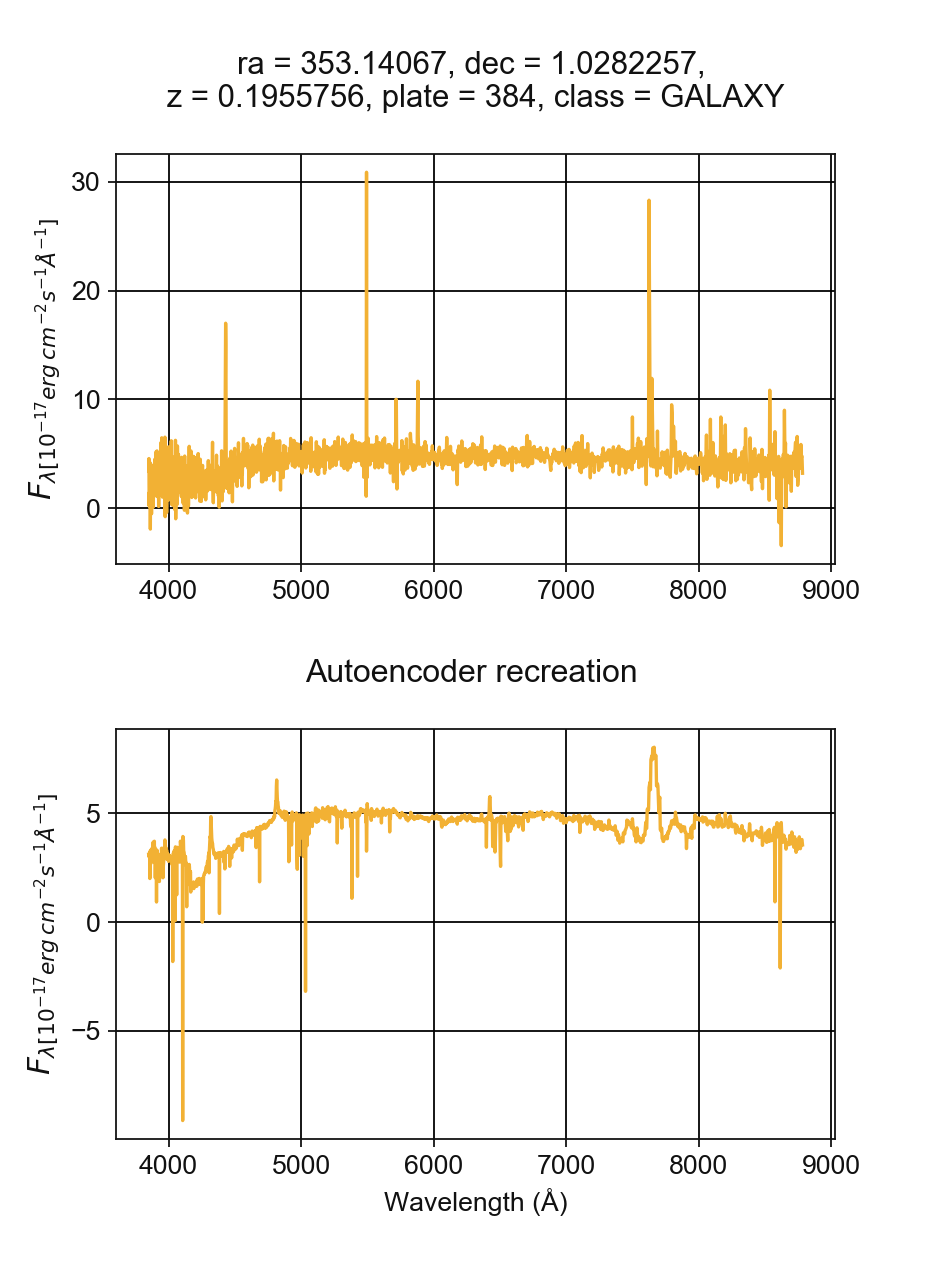 ra = 353.14067, dec = 1.0282257,
z = 0.1955756, plate = 384, class = GALAXY
30
20
10
0
F_λ[10^{−17} erg cm^{−2} s^{−1} Å^{−1}]
4000 5000 6000 7000 8000 9000
Autoencoder recreation
5
0
−5
F_λ[10^{−17} erg cm^{−2} s^{−1} Å^{−1}]
4000 5000 6000 7000 8000 9000
Wavelength (Å)